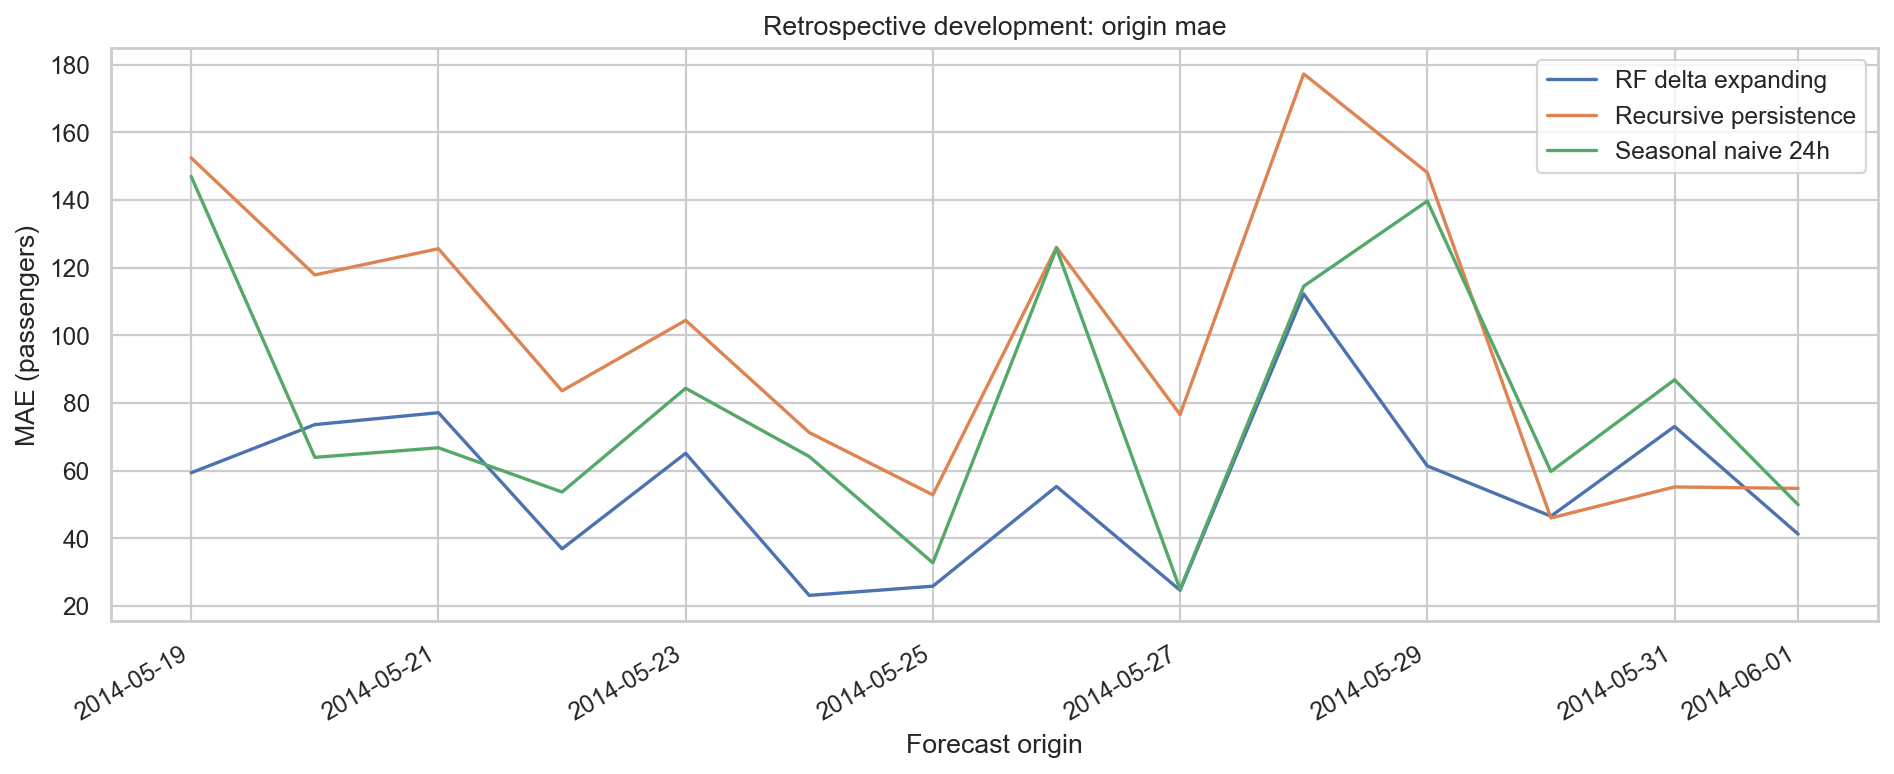 Retrospective development: origin mae
RF delta expanding
Recursive persistence
Seasonal naive 24h
MAE (passengers)
180
160
140
120
100
80
60
40
20
2014-05-19
2014-05-21
2014-05-23
2014-05-25
2014-05-27
2014-05-29
2014-05-31
2014-06-01
Forecast origin